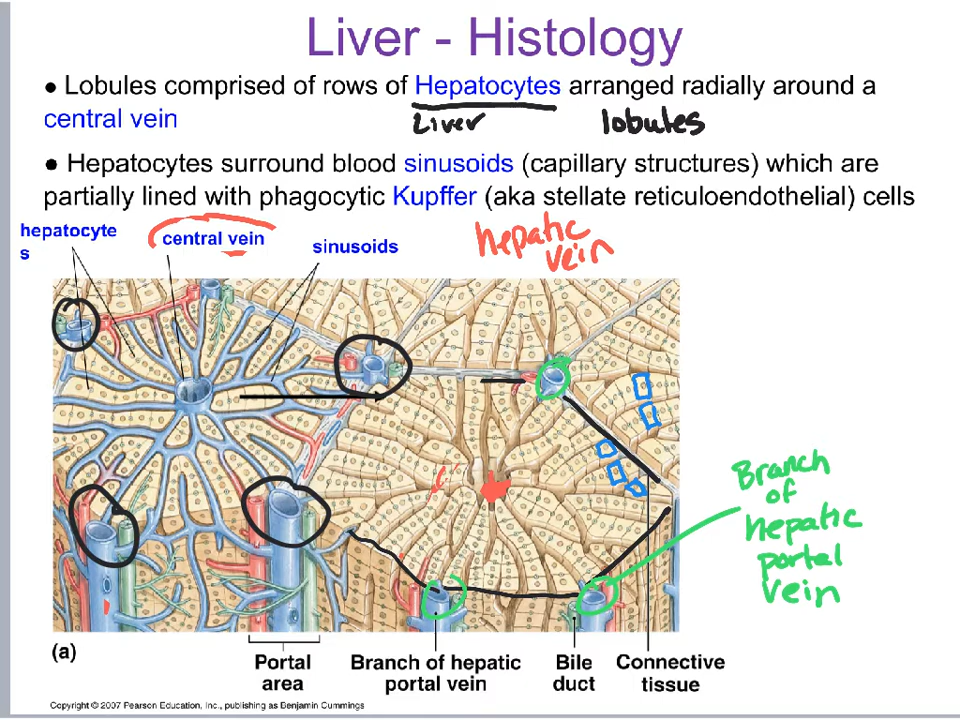 Liver - Histology
● Lobules comprised of rows of Hepatocytes arranged radially around a
central vein
Liver lobules
● Hepatocytes surround blood sinusoids (capillary structures) which are
partially lined with phagocytic Kupffer (aka stellate reticuloendothelial) cells
hepatocyte
s
central vein
sinusoids
hepatic
vein
Branch
of
hepatic
portal
vein
(a)
Portal
area
Branch of hepatic
portal vein
Bile
duct
Connective
tissue
Copyright © 2007 Pearson Education, Inc., publishing as Benjamin Cummings